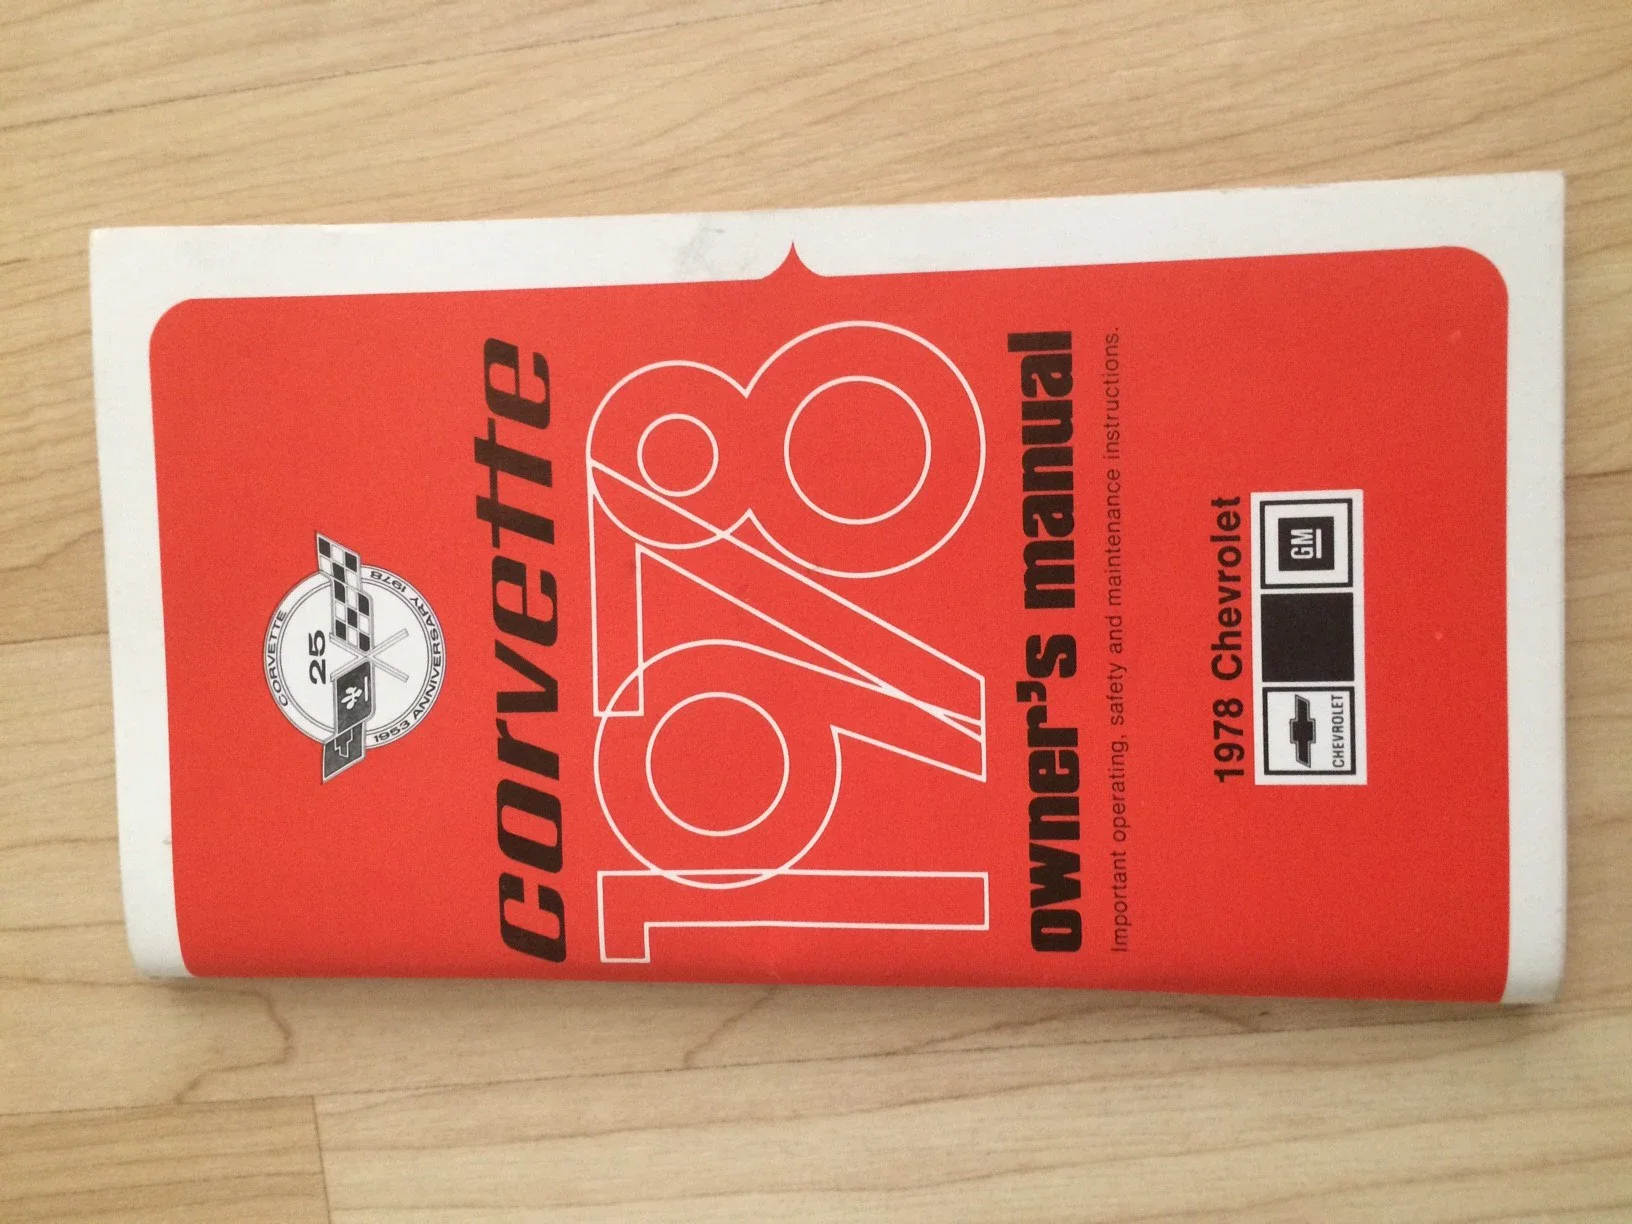 CORVETTE
25
1953 ANNIVERSARY 1978
corvette
1978
owner's manual
Important operating, safety and maintenance instructions.
1978 Chevrolet
CHEVROLET
GM